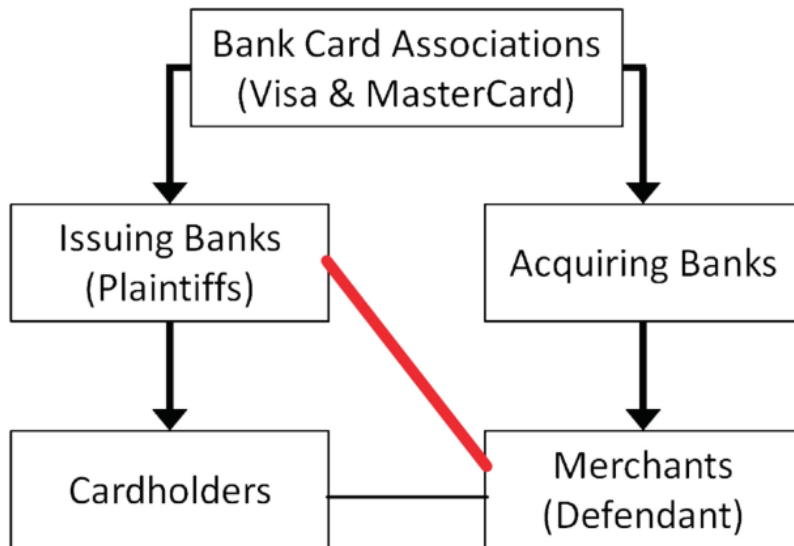 Bank Card Associations
(Visa & MasterCard)
Issuing Banks
(Plaintiffs)
Acquiring Banks
Cardholders
Merchants
(Defendant)